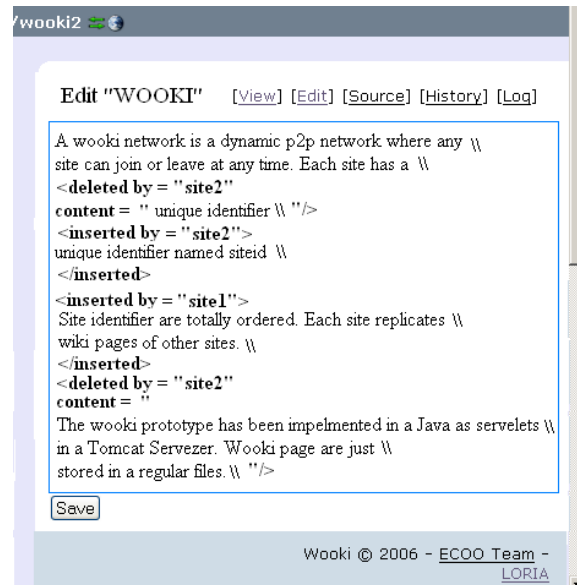 /wooki2
Edit "WOOKI" [View] [Edit] [Source] [History] [Log]
A wooki network is a dynamic p2p network where any \\
site can join or leave at any time. Each site has a \\
<deleted by = "site2"
content = " unique identifier \\ "/>
<inserted by = "site2">
unique identifier named siteid \\
</inserted>
<inserted by = "site1">
Site identifier are totally ordered. Each site replicates \\
wiki pages of other sites. \\
</inserted>
<deleted by = "site2"
content = "
The wooki prototype has been impelmented in a Java as servelets \\
in a Tomcat Servezer. Wooki page are just \\
stored in a regular files. \\ "/>
Save
Wooki © 2006 - ECOO Team -
LORIA